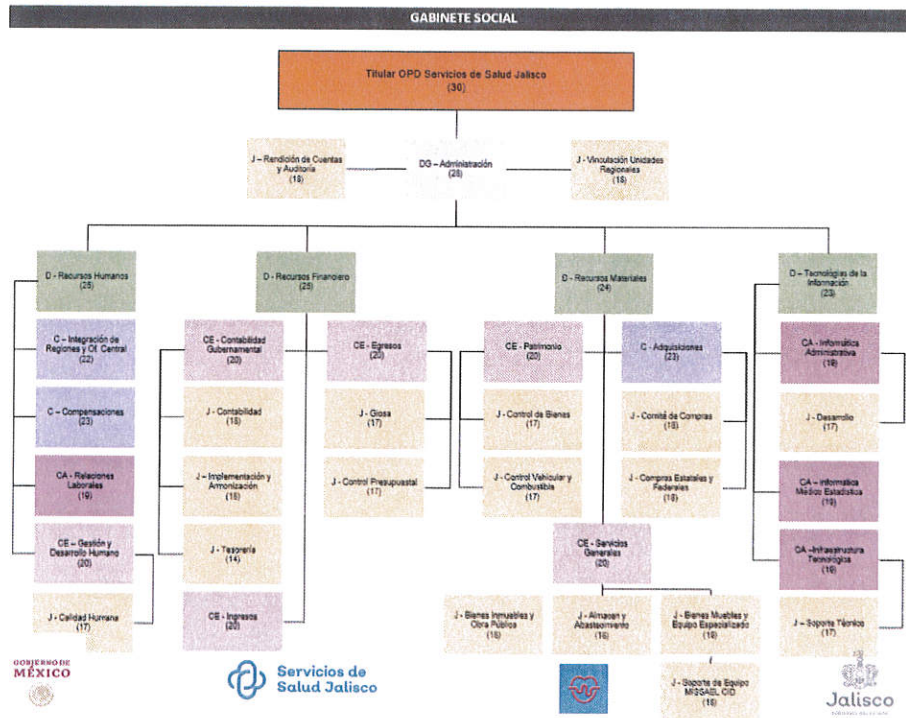 GABINETE SOCIAL
Titular OPD Servicios de Salud Jalisco
(30)
J – Rendición de Cuentas
y Auditoría
(18)
DG – Administración
(28)
J - Vinculación Unidades
Regionales
(18)
D - Recursos Humanos
(25)
D - Recursos Financiero
(25)
D - Recursos Materiales
(24)
D – Tecnologías de la
Información
(23)
C – Integración de
Regiones y Of. Central
(22)
CE - Contabilidad
Gubernamental
(20)
CE - Egresos
(20)
CE - Patrimonio
(20)
C - Adquisiciones
(23)
CA - Informática
Administrativa
(19)
C – Compensaciones
(23)
J - Contabilidad
(18)
J - Glosa
(17)
J - Control de Bienes
(17)
J - Comité de Compras
(18)
J - Desarrollo
(17)
CA - Relaciones
Laborales
(19)
J – Implementación y
Armonización
(18)
J - Control Presupuestal
(17)
J - Control Vehicular y
Combustible
(17)
J - Compras Estatales y
Federales
(18)
CA – Informática
Médico Estadística
(19)
CE – Gestión y
Desarrollo Humano
(20)
J - Tesorería
(14)
CE - Servicios
Generales
(20)
CA –Infraestructura
Tecnológica
(19)
J - Calidad Humana
(17)
CE - Ingresos
(20)
J - Bienes Inmuebles y
Obra Pública
J - Almacen y
Abastecimiento
(16)
J - Bienes Muebles y
Equipo Especializado
J - Soporte Técnico
(17)
J - Soporte de Equipo
MISSAEL CID
GOBIERNO DE
MÉXICO
Servicios de
Salud Jalisco
Jalisco